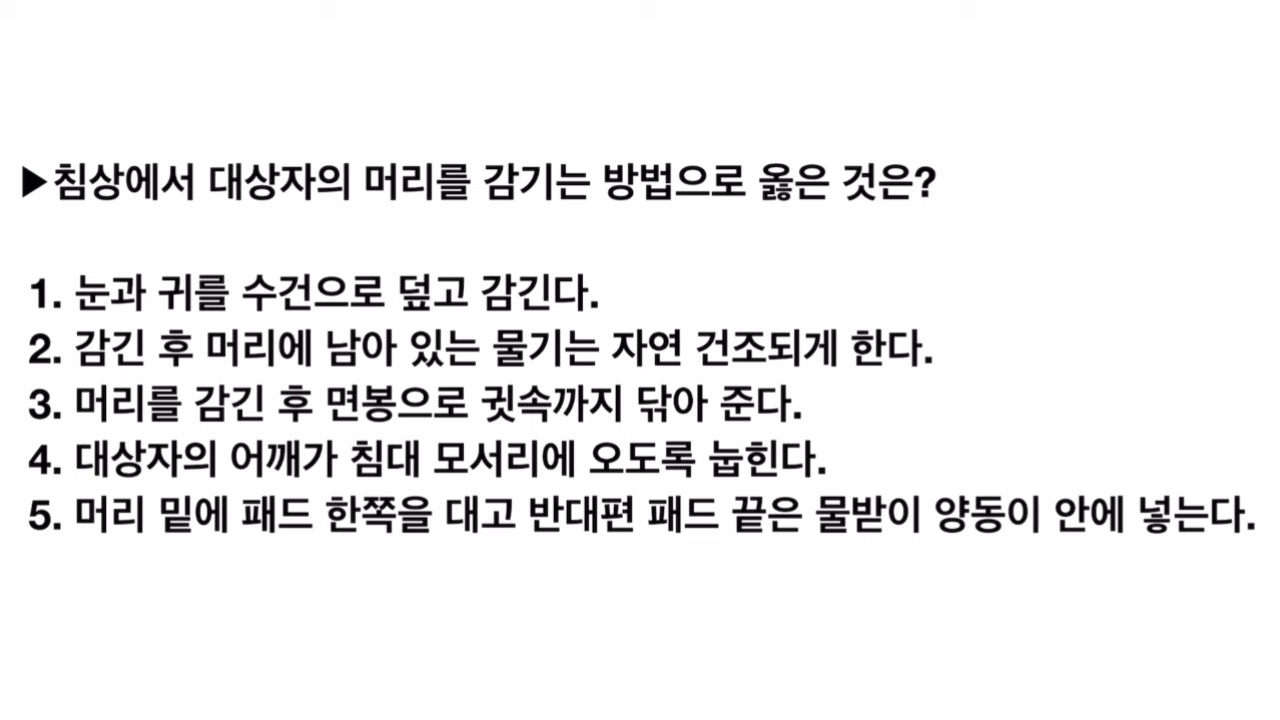 ▶침상에서 대상자의 머리를 감기는 방법으로 옳은 것은?
1. 눈과 귀를 수건으로 덮고 감긴다.
2. 감긴 후 머리에 남아 있는 물기는 자연 건조되게 한다.
3. 머리를 감긴 후 면봉으로 귓속까지 닦아 준다.
4. 대상자의 어깨가 침대 모서리에 오도록 눕힌다.
5. 머리 밑에 패드 한쪽을 대고 반대편 패드 끝은 물받이 양동이 안에 넣는다.